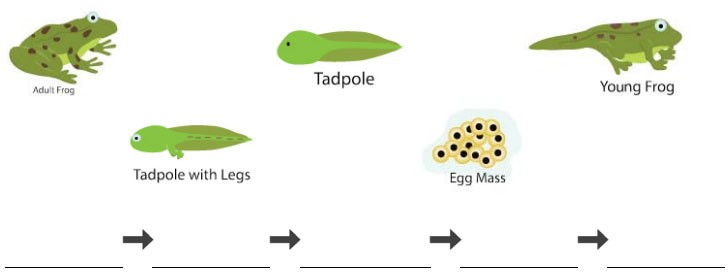 Adult Frog
Tadpole
Young Frog
Tadpole with Legs
Egg Mass